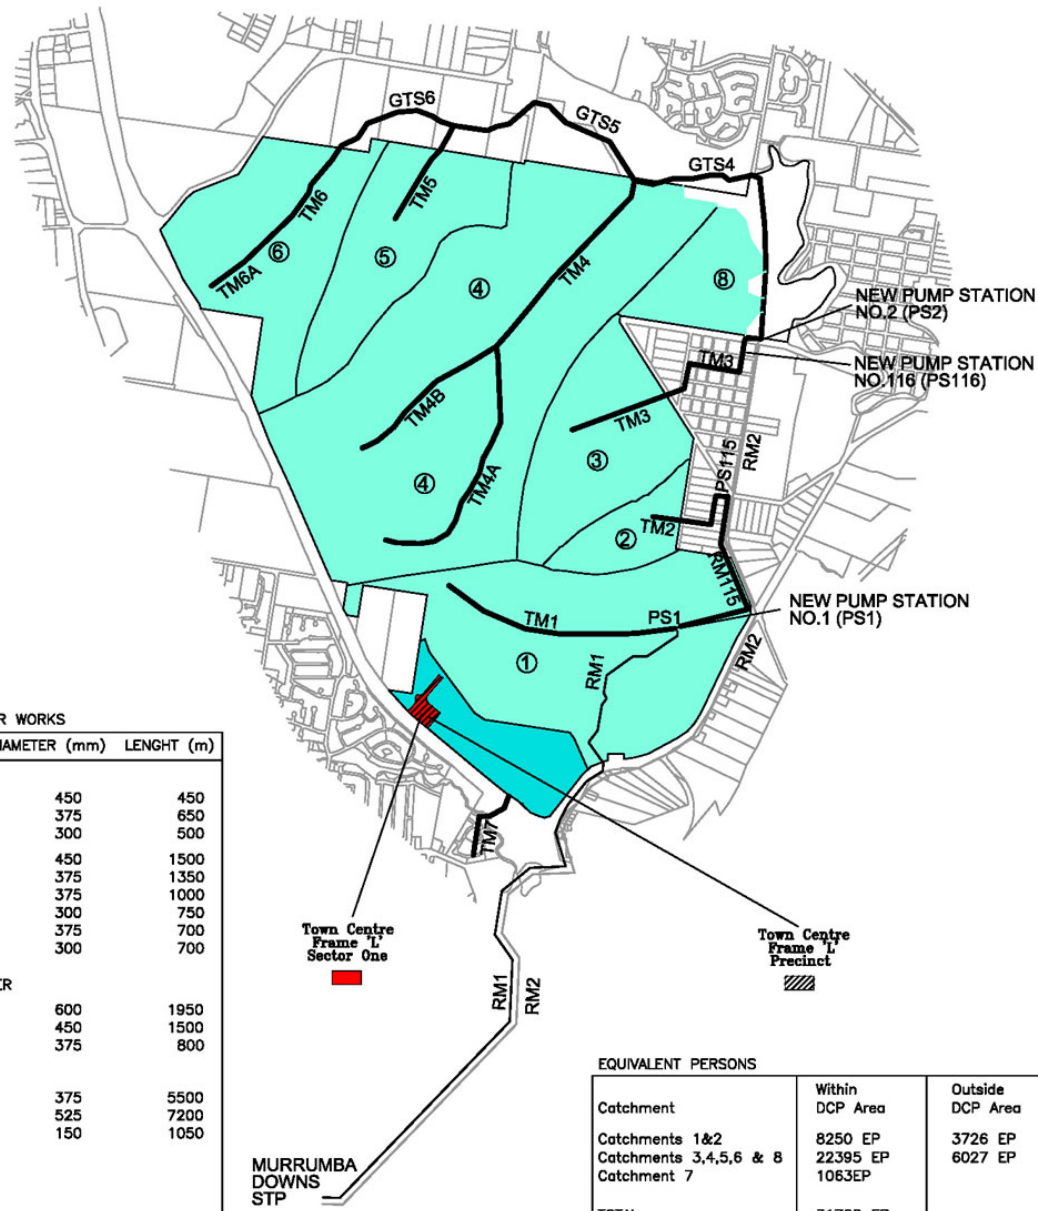 GTS6
GTS5
GTS4
TM6
TM5
TM6A
⑥
⑤
④
TM4
⑧
NEW PUMP STATION
NO.2 (PS2)
TM3
NEW PUMP STATION
NO.116 (PS116)
TM4B
TM3
RM2
PS115
③
④
TM4A
TM2
②
RM115
NEW PUMP STATION
NO.1 (PS1)
TM1
PS1
RM2
①
RM1
TM7
Town Centre
Frame 'L'
Sector One
Town Centre
Frame 'L'
Precinct
RM1
RM2
MURRUMBA
DOWNS
STP
R WORKS
AMETER (mm) LENGHT (m)
450 450
375 650
300 500
450 1500
375 1350
375 1000
300 750
375 700
300 700
ER
600 1950
450 1500
375 800
375 5500
525 7200
150 1050
EQUIVALENT PERSONS
Catchment Within DCP Area Outside DCP Area
Catchments 1&2 8250 EP 3726 EP
Catchments 3,4,5,6 & 8 22395 EP 6027 EP
Catchment 7 1063EP